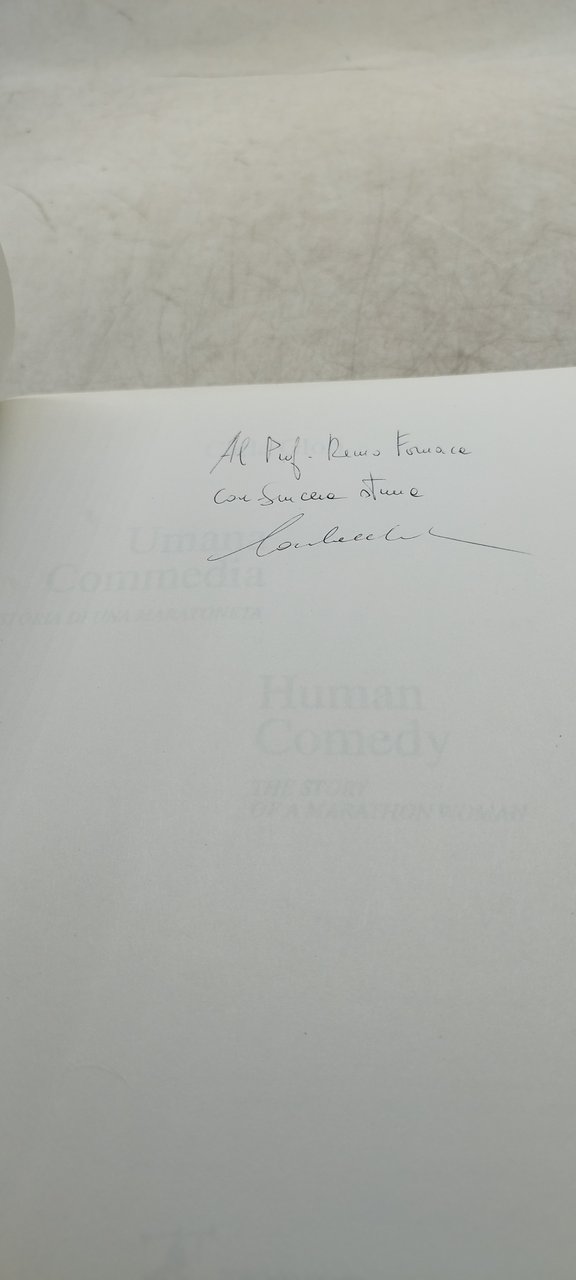 Al Prof. Remo Fornace
con sincera stima
Umana
Commedia
STORIA DI UNA MARATONETA
Human
Comedy
THE STORY
OF A MARATHON WOMAN